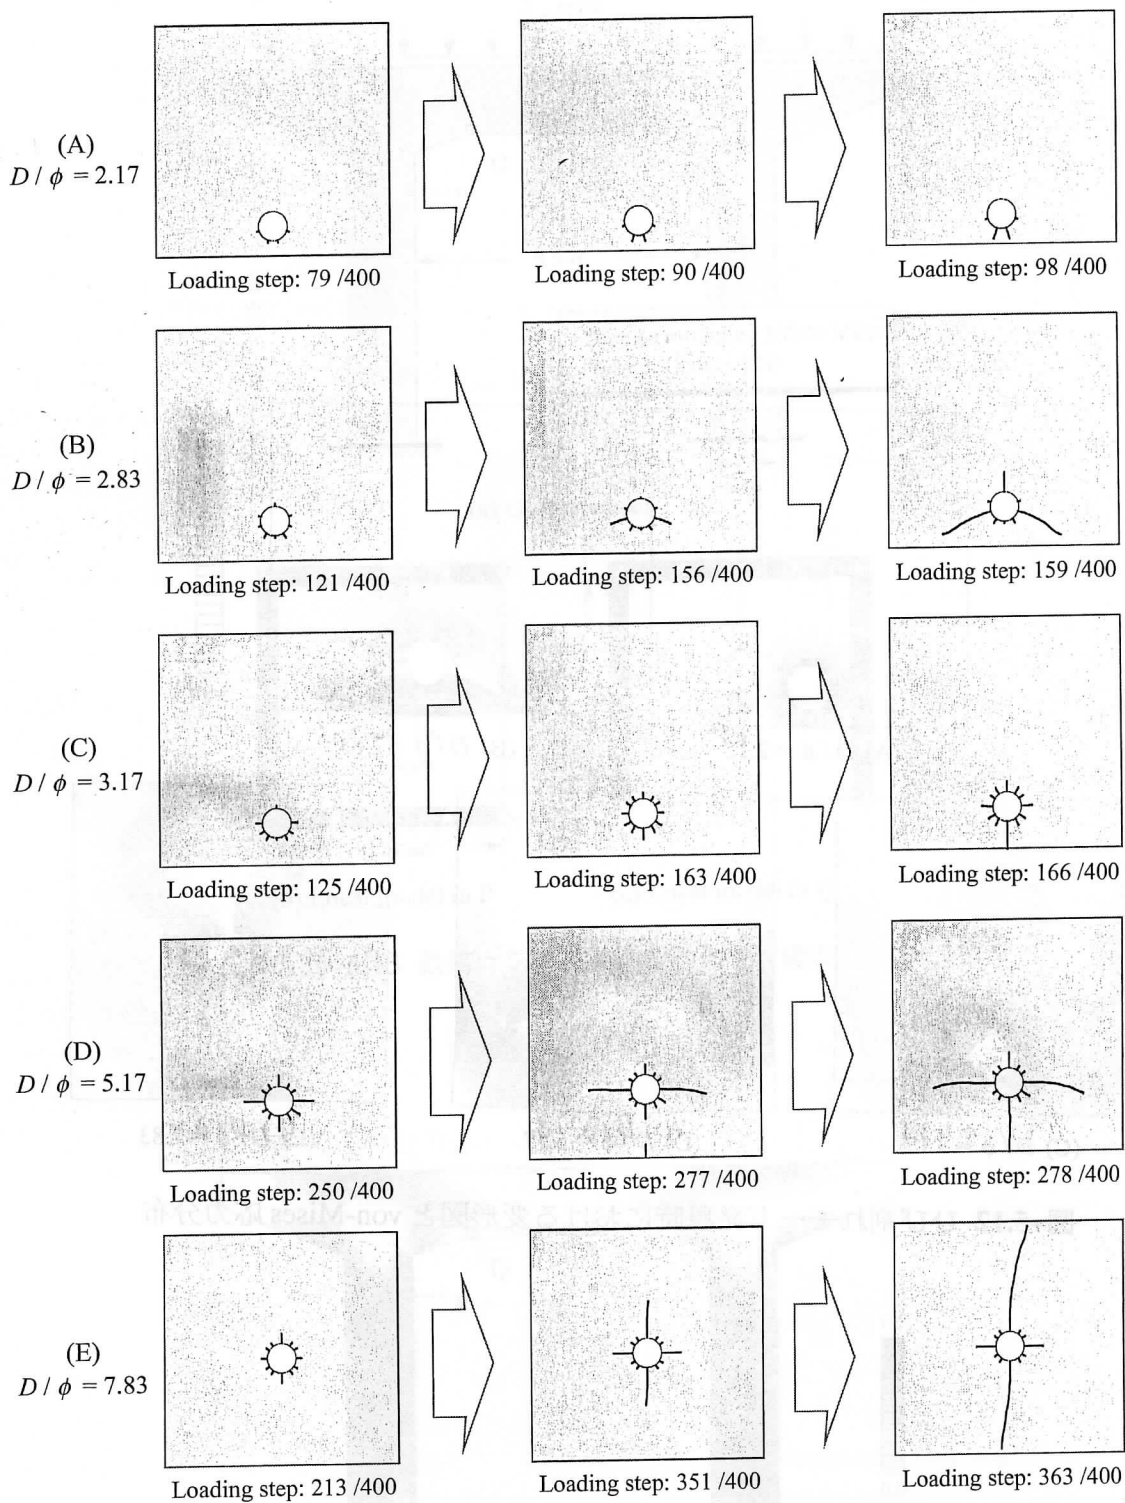 (A)
D / ϕ = 2.17
Loading step: 79 /400
Loading step: 90 /400
Loading step: 98 /400
(B)
D / ϕ = 2.83
Loading step: 121 /400
Loading step: 156 /400
Loading step: 159 /400
(C)
D / ϕ = 3.17
Loading step: 125 /400
Loading step: 163 /400
Loading step: 166 /400
(D)
D / ϕ = 5.17
Loading step: 250 /400
Loading step: 277 /400
Loading step: 278 /400
(E)
D / ϕ = 7.83
Loading step: 213 /400
Loading step: 351 /400
Loading step: 363 /400